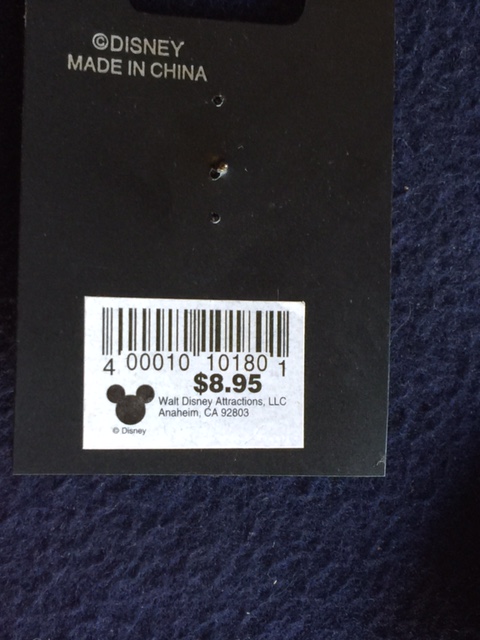 ©DISNEY
MADE IN CHINA
4 00010 10180 1
$8.95
Walt Disney Attractions, LLC
Anaheim, CA 92803
© Disney